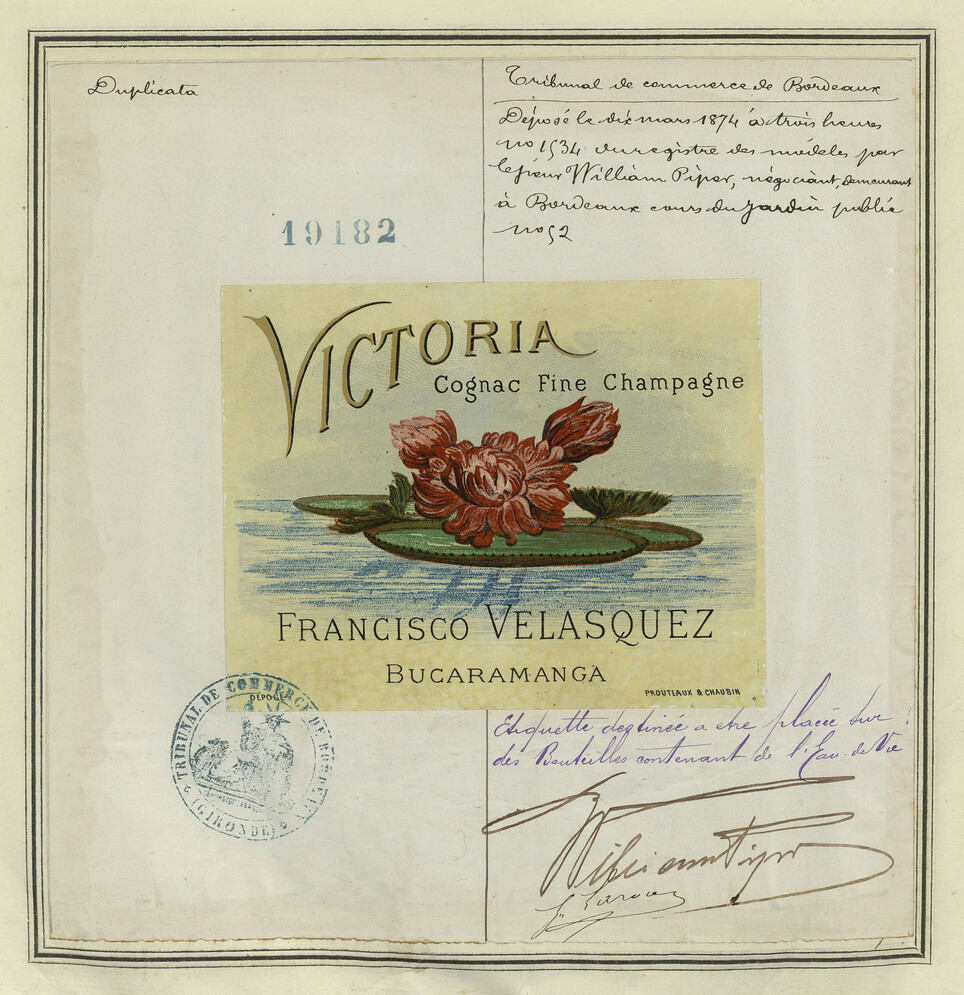 Duplicata
Tribunal de commerce de Bordeaux
Déposé le dix mars 1874 à trois heures
no 1534 du registre des modèles par
le sieur William Piper, négociant, demeurant
à Bordeaux cours du Jardin public
no 52
19182
VICTORIA
Cognac Fine Champagne
FRANCISCO VELASQUEZ
BUCARAMANGA
PROUTEAUX & CHAUBIN
DÉPOSÉ
TRIBUNAL DE COMMERCE DE BORDEAUX
(GIRONDE)
Etiquette destinée a etre placée sur
des Bouteilles contenant de l'Eau-de-Vie
William Piper